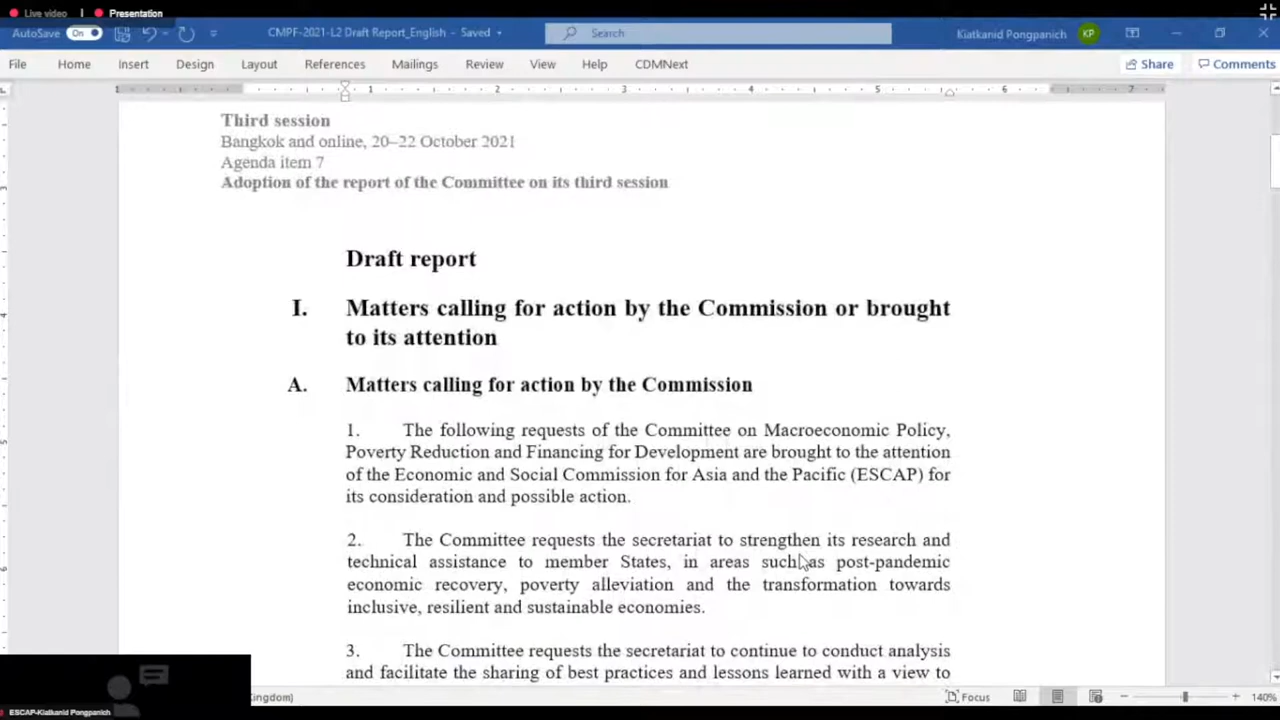 Live video Presentation
AutoSave On CMPF-2021-L2 Draft Report_English - Saved Search Kiatkanid Pongpanich KP
File Home Insert Design Layout References Mailings Review View Help CDMNext Share Comments
1 1 2 3 4 5 6 7
Third session
Bangkok and online, 20–22 October 2021
Agenda item 7
Adoption of the report of the Committee on its third session
Draft report
I. Matters calling for action by the Commission or brought
to its attention
A. Matters calling for action by the Commission
1. The following requests of the Committee on Macroeconomic Policy,
Poverty Reduction and Financing for Development are brought to the attention
of the Economic and Social Commission for Asia and the Pacific (ESCAP) for
its consideration and possible action.
2. The Committee requests the secretariat to strengthen its research and
technical assistance to member States, in areas such as post-pandemic
economic recovery, poverty alleviation and the transformation towards
inclusive, resilient and sustainable economies.
3. The Committee requests the secretariat to continue to conduct analysis
and facilitate the sharing of best practices and lessons learned with a view to
Kingdom) Focus 140%
ESCAP-Kiatkanid Pongpanich